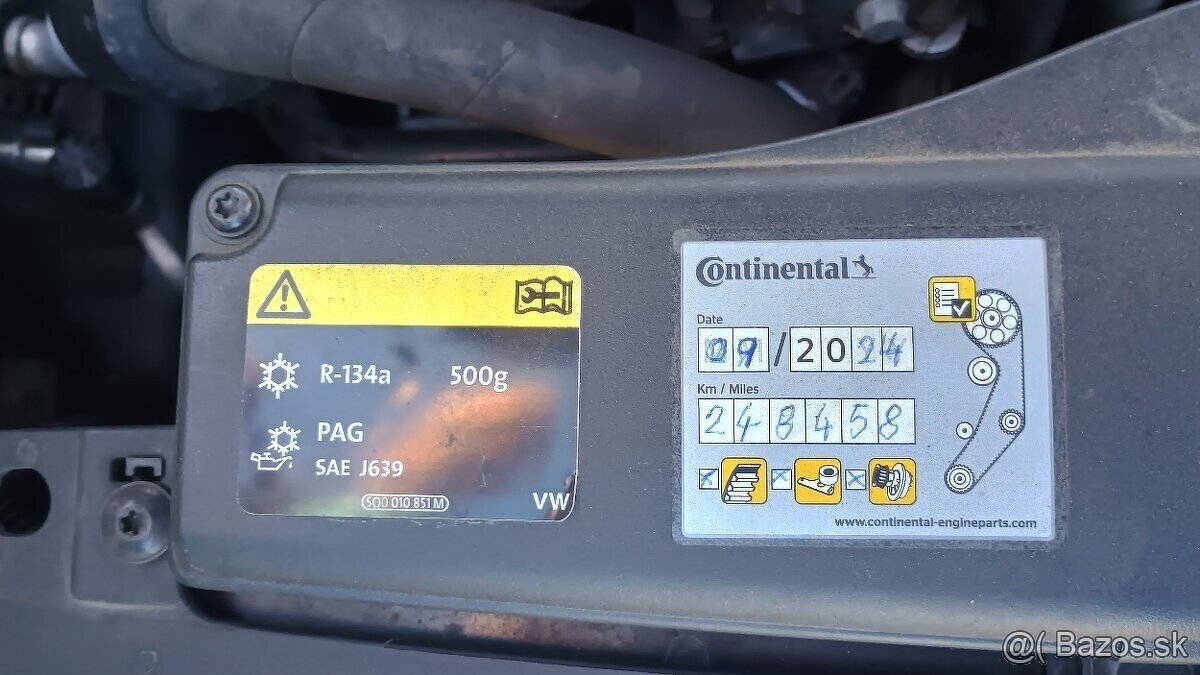 R-134a 500g
PAG
SAE J639
5Q0 010 851 M
VW
Continental
Date
09/2024
Km / Miles
248458
www.continental-engineparts.com
@( Bazos.sk